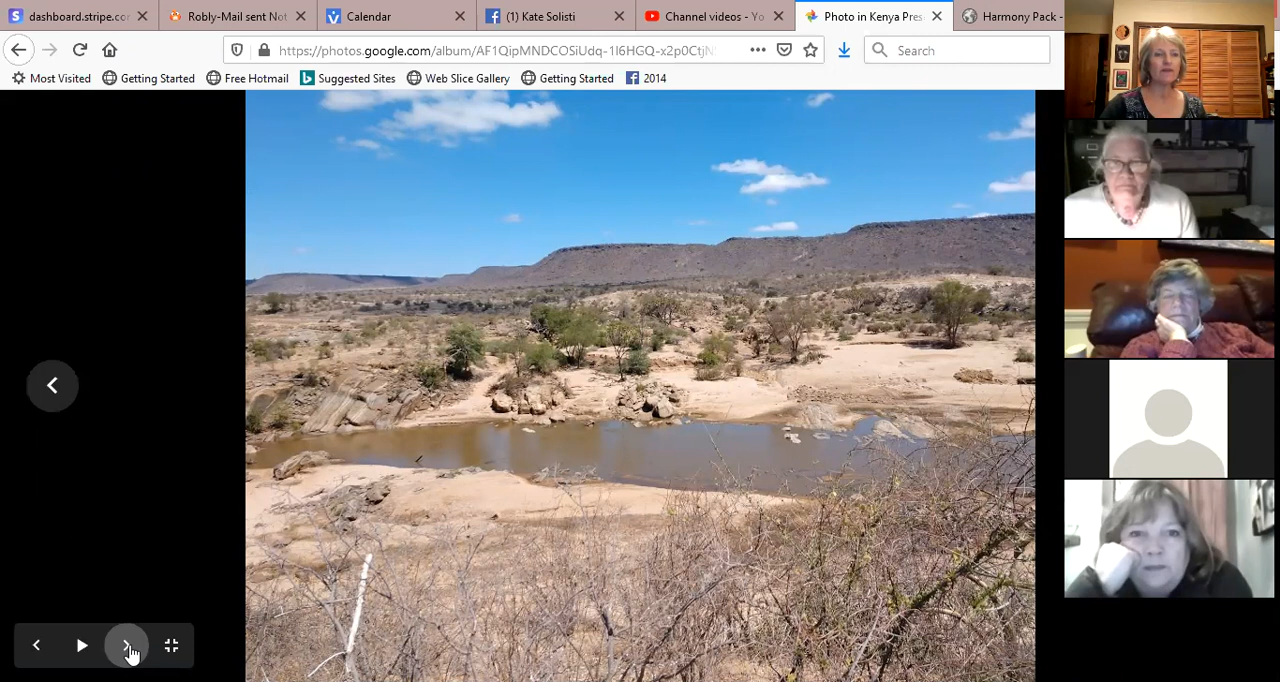 dashboard.stripe.co
Robly-Mail sent Not
Calendar
(1) Kate Solisti
Channel videos - Yo
Photo in Kenya Pres
Harmony Pack -
https://photos.google.com/album/AF1QipMNDCOSiUdq-1I6HGQ-x2p0CtjN
Search
Most Visited
Getting Started
Free Hotmail
Suggested Sites
Web Slice Gallery
Getting Started
2014